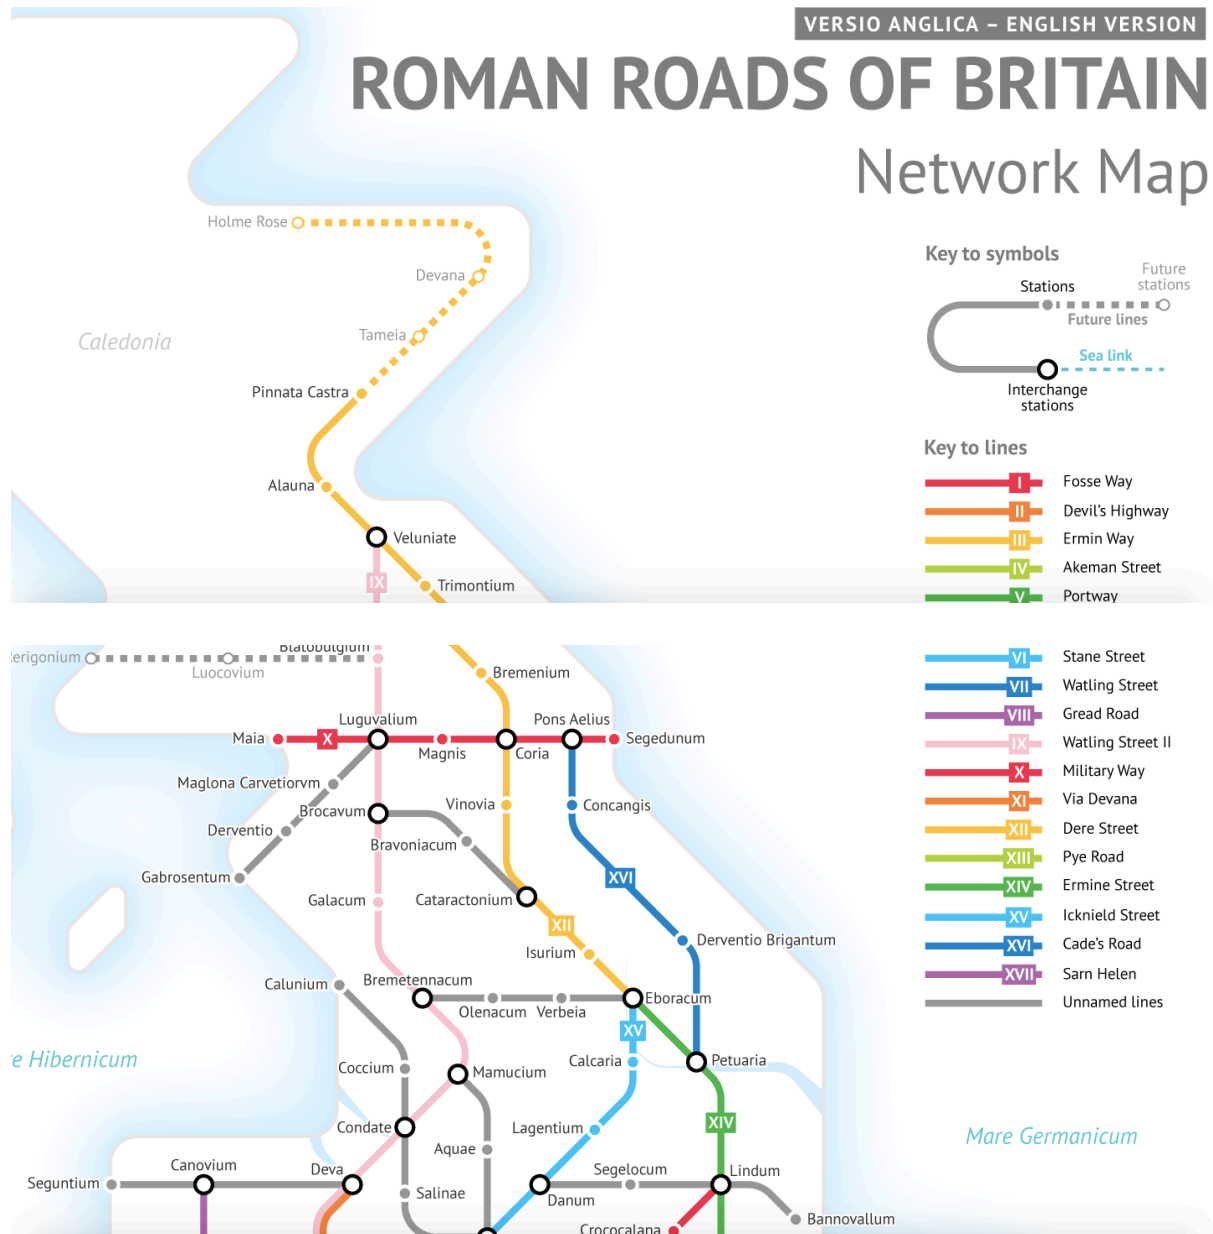 VERSIO ANGLICA – ENGLISH VERSION
ROMAN ROADS OF BRITAIN
Network Map
Holme Rose
Devana
Tameia
Caledonia
Pinnata Castra
Alauna
Veluniate
IX
Trimontium
Key to symbols
Stations
Future
stations
Future lines
Sea link
Interchange
stations
Key to lines
I Fosse Way
II Devil's Highway
III Ermin Way
IV Akeman Street
V Portway
VI Stane Street
VII Watling Street
VIII Gread Road
IX Watling Street II
X Military Way
XI Via Devana
XII Dere Street
XIII Pye Road
XIV Ermine Street
XV Icknield Street
XVI Cade's Road
XVII Sarn Helen
Unnamed lines
erigonium
Luocovium
Blatobulgium
Bremenium
Luguvalium
Pons Aelius
Maia
X
Magnis
Coria
Segedunum
Maglona Carvetiorvm
Brocavum
Vinovia
Concangis
Derventio
Bravoniacum
Gabrosentum
Galacum
Cataractonium
XVI
XII
Isurium
Derventio Brigantum
Calunium
Bremetennacum
Olenacum
Verbeia
Eboracum
XV
re Hibernicum
Coccium
Mamucium
Calcaria
Petuaria
Condate
Aquae
Lagentium
XIV
Mare Germanicum
Seguntium
Canovium
Deva
Salinae
Danum
Segelocum
Lindum
Bannovallum
Crococalana